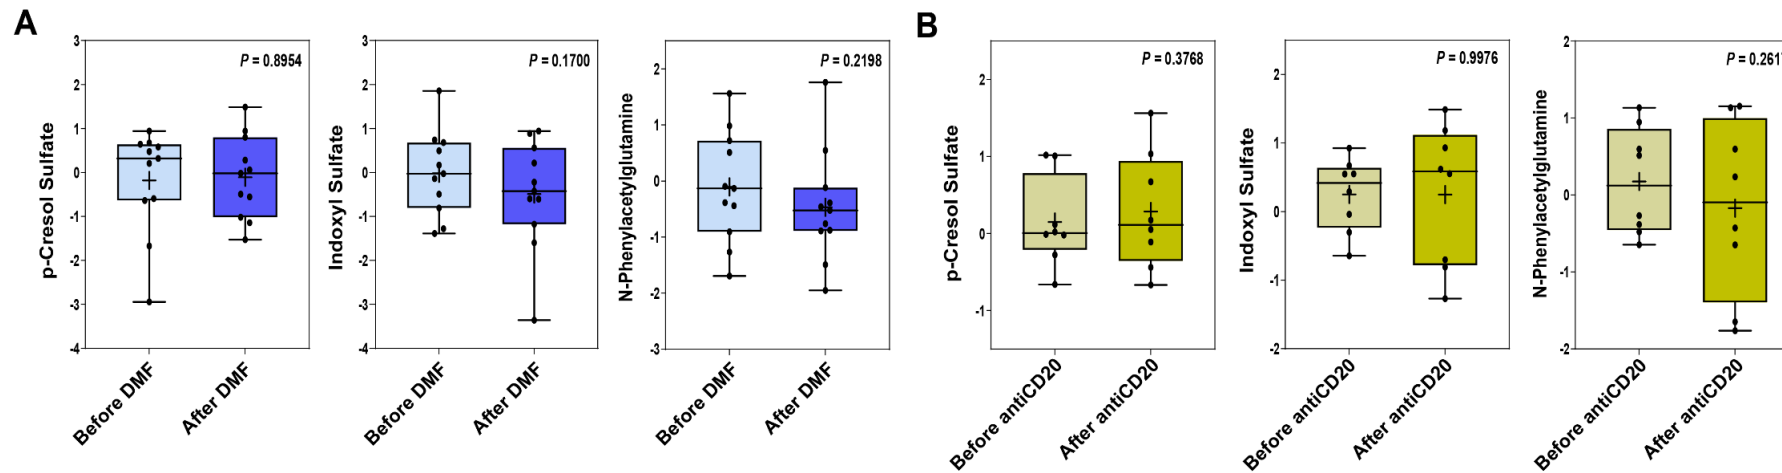 A
B
p-Cresol Sulfate
3
2
1
0
-1
-2
-3
-4
P = 0.8954
Before DMF
After DMF
Indoxyl Sulfate
3
2
1
0
-1
-2
-3
-4
P = 0.1700
Before DMF
After DMF
N-Phenylacetylglutamine
2
1
0
-1
-2
-3
P = 0.2198
Before DMF
After DMF
p-Cresol Sulfate
2
1
0
-1
P = 0.3768
Before antiCD20
After antiCD20
Indoxyl Sulfate
2
1
0
-1
-2
P = 0.9976
Before antiCD20
After antiCD20
N-Phenylacetylglutamine
2
1
0
-1
-2
P = 0.2617
Before antiCD20
After antiCD20